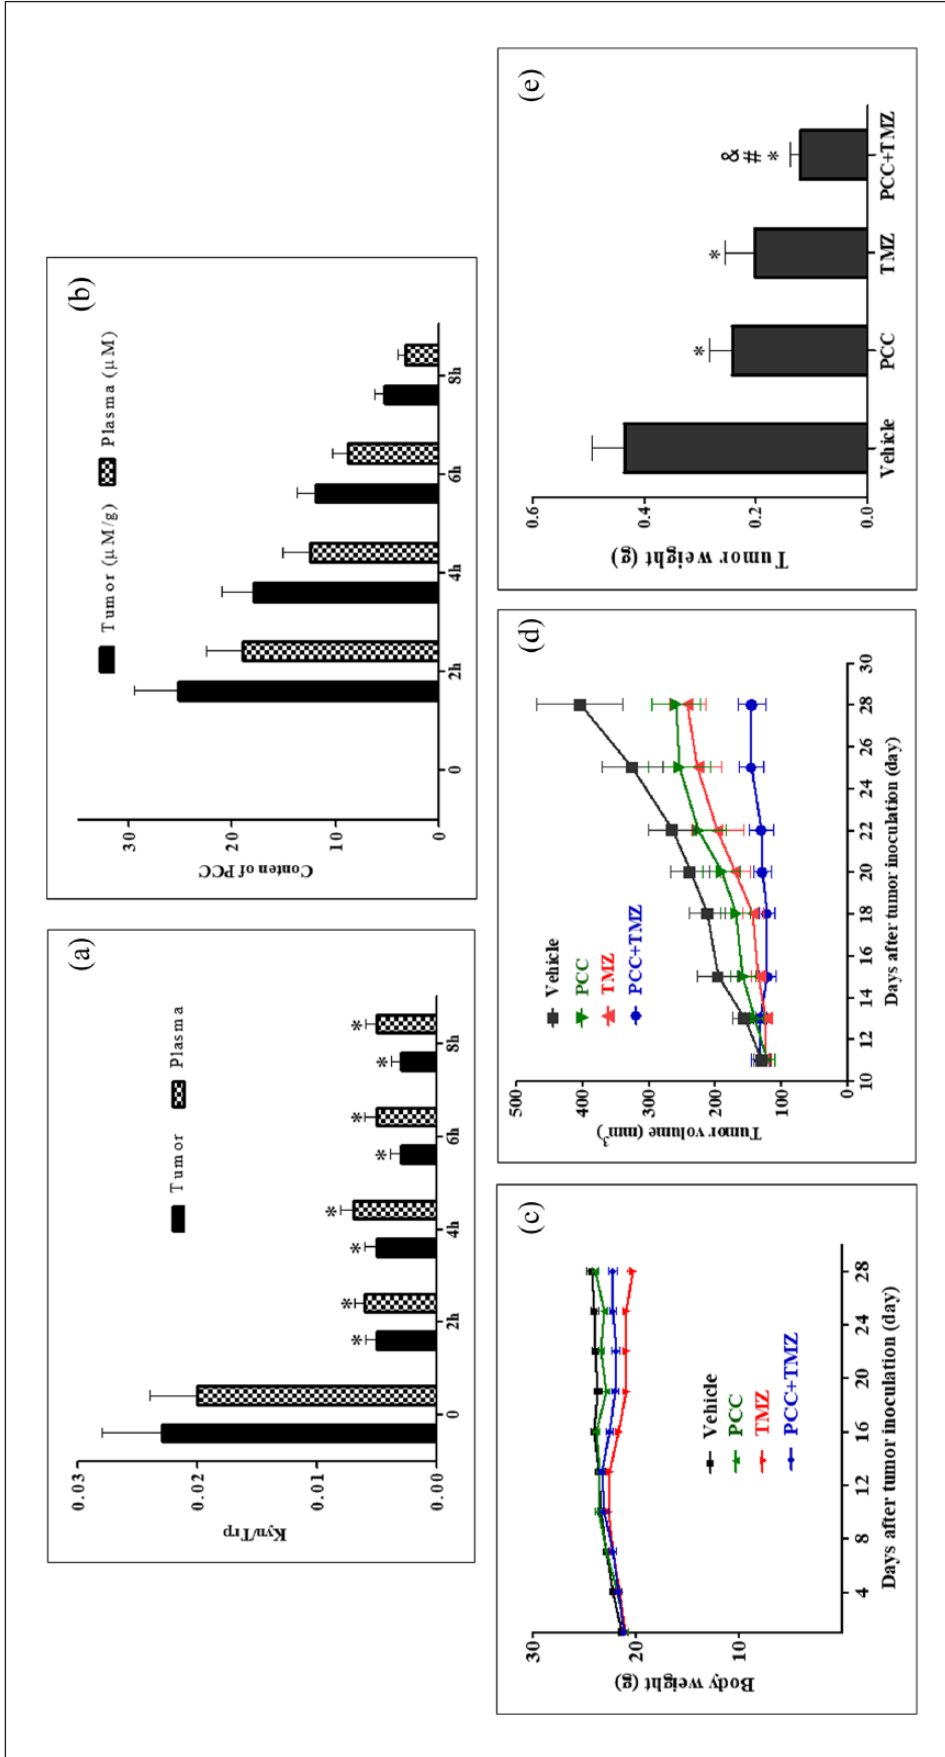 (a)
Tumor Plasma
Kyn/Trp
0.03
0.02
0.01
0.00
* * * * * * * *
0 2h 4h 6h 8h
(b)
Tumor (μM/g) Plasma (μM)
Conten of PCC
30
20
10
0
0 2h 4h 6h 8h
(c)
Body weight (g)
30
20
10
Vehicle
PCC
TMZ
PCC+TMZ
4 8 12 16 20 24 28
Days after tumor inoculation (day)
(d)
Tumor volume (mm3)
500
400
300
200
100
0
Vehicle
PCC
TMZ
PCC+TMZ
10 11 13 12 14 16 18 20 22 24 26 28 30
Days after tumor inoculation (day)
(e)
Tumor weight (g)
0.6
0.4
0.2
0.0
*
*
&
#
*
Vehicle PCC TMZ PCC+TMZ